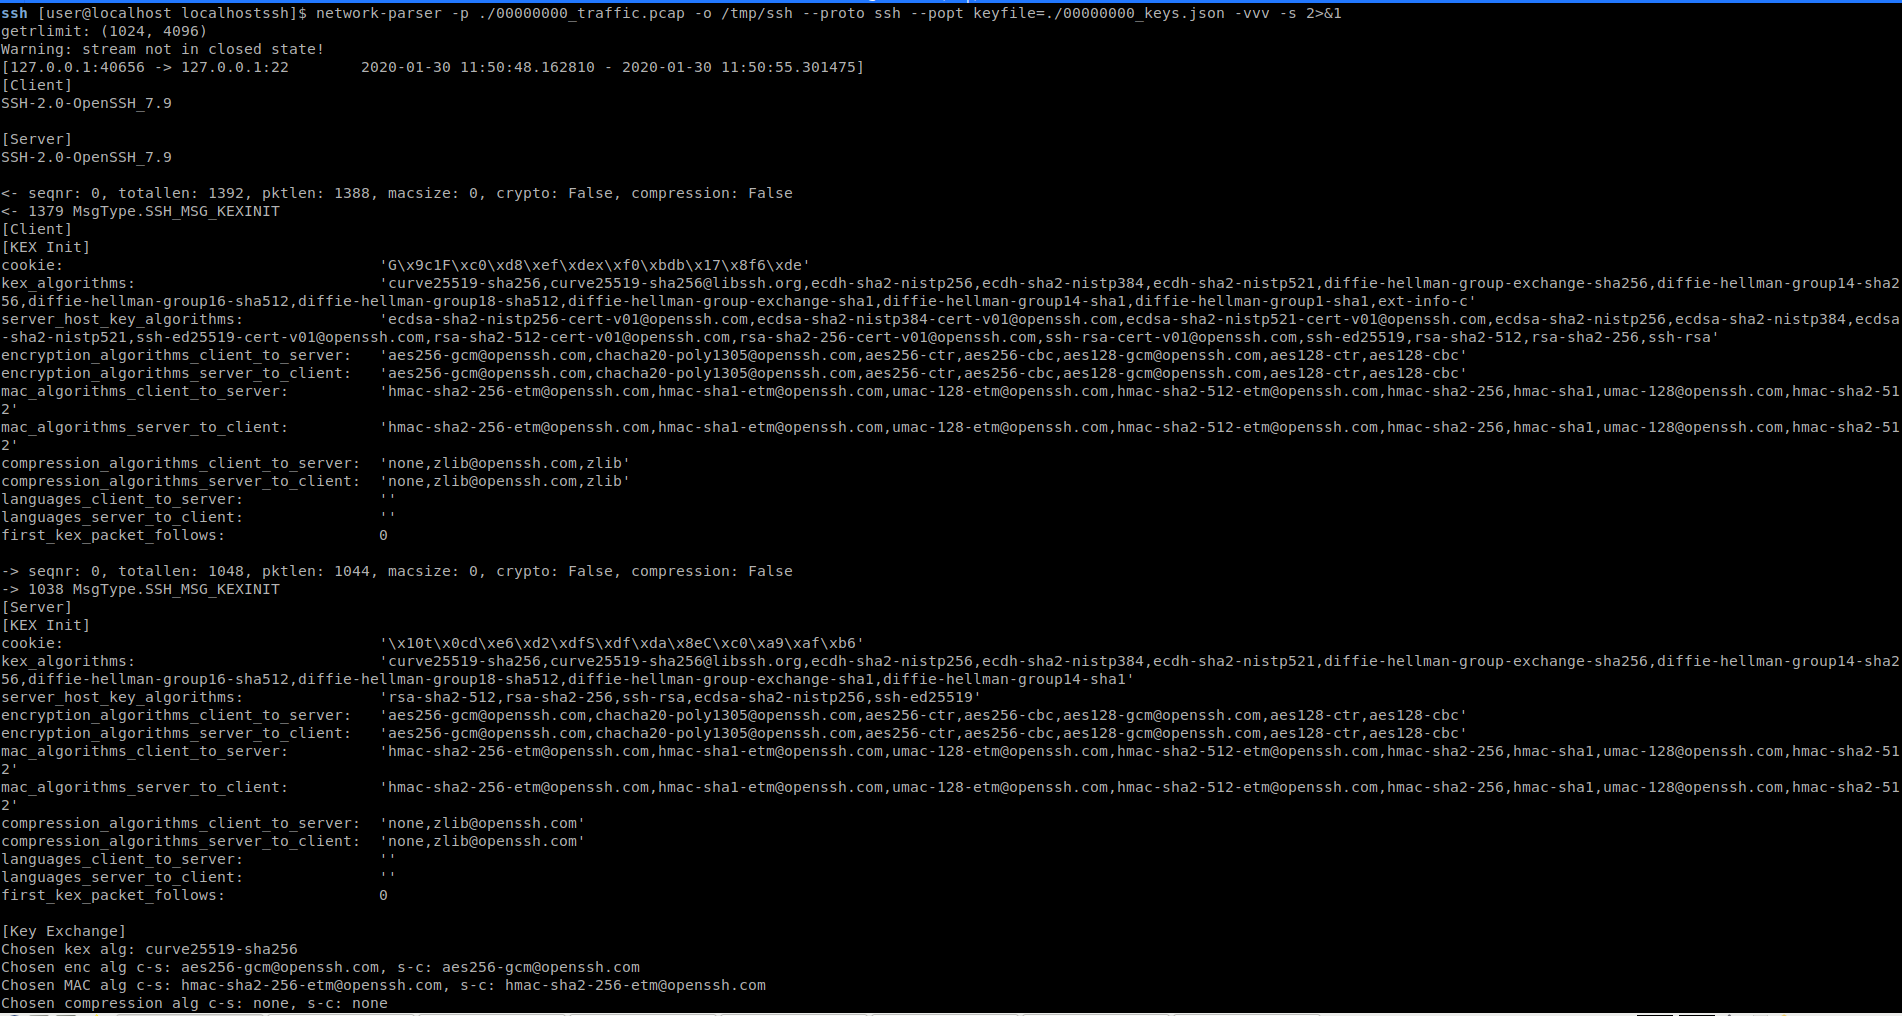 ssh [user@localhost localhostssh]$ network-parser -p ./00000000_traffic.pcap -o /tmp/ssh --proto ssh --popt keyfile=./00000000_keys.json -vvv -s 2>&1
getrlimit: (1024, 4096)
Warning: stream not in closed state!
[127.0.0.1:40656 -> 127.0.0.1:22        2020-01-30 11:50:48.162810 - 2020-01-30 11:50:55.301475]
[Client]
SSH-2.0-OpenSSH_7.9

[Server]
SSH-2.0-OpenSSH_7.9

<- seqnr: 0, totallen: 1392, pktlen: 1388, macsize: 0, crypto: False, compression: False
<- 1379 MsgType.SSH_MSG_KEXINIT
[Client]
[KEX Init]
cookie:                                   'G\x9c1F\xc0\xd8\xef\xdex\xf0\xbdb\x17\x8f6\xde'
kex_algorithms:                           'curve25519-sha256,curve25519-sha256@libssh.org,ecdh-sha2-nistp256,ecdh-sha2-nistp384,ecdh-sha2-nistp521,diffie-hellman-group-exchange-sha256,diffie-hellman-group14-sha2
56,diffie-hellman-group16-sha512,diffie-hellman-group18-sha512,diffie-hellman-group-exchange-sha1,diffie-hellman-group14-sha1,diffie-hellman-group1-sha1,ext-info-c'
server_host_key_algorithms:               'ecdsa-sha2-nistp256-cert-v01@openssh.com,ecdsa-sha2-nistp384-cert-v01@openssh.com,ecdsa-sha2-nistp521-cert-v01@openssh.com,ecdsa-sha2-nistp256,ecdsa-sha2-nistp384,ecdsa
-sha2-nistp521,ssh-ed25519-cert-v01@openssh.com,rsa-sha2-512-cert-v01@openssh.com,rsa-sha2-256-cert-v01@openssh.com,ssh-rsa-cert-v01@openssh.com,ssh-ed25519,rsa-sha2-512,rsa-sha2-256,ssh-rsa'
encryption_algorithms_client_to_server:   'aes256-gcm@openssh.com,chacha20-poly1305@openssh.com,aes256-ctr,aes256-cbc,aes128-gcm@openssh.com,aes128-ctr,aes128-cbc'
encryption_algorithms_server_to_client:   'aes256-gcm@openssh.com,chacha20-poly1305@openssh.com,aes256-ctr,aes256-cbc,aes128-gcm@openssh.com,aes128-ctr,aes128-cbc'
mac_algorithms_client_to_server:          'hmac-sha2-256-etm@openssh.com,hmac-sha1-etm@openssh.com,umac-128-etm@openssh.com,hmac-sha2-512-etm@openssh.com,hmac-sha2-256,hmac-sha1,umac-128@openssh.com,hmac-sha2-51
2'
mac_algorithms_server_to_client:          'hmac-sha2-256-etm@openssh.com,hmac-sha1-etm@openssh.com,umac-128-etm@openssh.com,hmac-sha2-512-etm@openssh.com,hmac-sha2-256,hmac-sha1,umac-128@openssh.com,hmac-sha2-51
2'
compression_algorithms_client_to_server:  'none,zlib@openssh.com,zlib'
compression_algorithms_server_to_client:  'none,zlib@openssh.com,zlib'
languages_client_to_server:               ''
languages_server_to_client:               ''
first_kex_packet_follows:                 0

-> seqnr: 0, totallen: 1048, pktlen: 1044, macsize: 0, crypto: False, compression: False
-> 1038 MsgType.SSH_MSG_KEXINIT
[Server]
[KEX Init]
cookie:                                   '\x10t\x0cd\xe6\xd2\xdfS\xdf\xda\x8eC\xc0\xa9\xaf\xb6'
kex_algorithms:                           'curve25519-sha256,curve25519-sha256@libssh.org,ecdh-sha2-nistp256,ecdh-sha2-nistp384,ecdh-sha2-nistp521,diffie-hellman-group-exchange-sha256,diffie-hellman-group14-sha2
56,diffie-hellman-group16-sha512,diffie-hellman-group18-sha512,diffie-hellman-group-exchange-sha1,diffie-hellman-group14-sha1'
server_host_key_algorithms:               'rsa-sha2-512,rsa-sha2-256,ssh-rsa,ecdsa-sha2-nistp256,ssh-ed25519'
encryption_algorithms_client_to_server:   'aes256-gcm@openssh.com,chacha20-poly1305@openssh.com,aes256-ctr,aes256-cbc,aes128-gcm@openssh.com,aes128-ctr,aes128-cbc'
encryption_algorithms_server_to_client:   'aes256-gcm@openssh.com,chacha20-poly1305@openssh.com,aes256-ctr,aes256-cbc,aes128-gcm@openssh.com,aes128-ctr,aes128-cbc'
mac_algorithms_client_to_server:          'hmac-sha2-256-etm@openssh.com,hmac-sha1-etm@openssh.com,umac-128-etm@openssh.com,hmac-sha2-512-etm@openssh.com,hmac-sha2-256,hmac-sha1,umac-128@openssh.com,hmac-sha2-51
2'
mac_algorithms_server_to_client:          'hmac-sha2-256-etm@openssh.com,hmac-sha1-etm@openssh.com,umac-128-etm@openssh.com,hmac-sha2-512-etm@openssh.com,hmac-sha2-256,hmac-sha1,umac-128@openssh.com,hmac-sha2-51
2'
compression_algorithms_client_to_server:  'none,zlib@openssh.com'
compression_algorithms_server_to_client:  'none,zlib@openssh.com'
languages_client_to_server:               ''
languages_server_to_client:               ''
first_kex_packet_follows:                 0

[Key Exchange]
Chosen kex alg: curve25519-sha256
Chosen enc alg c-s: aes256-gcm@openssh.com, s-c: aes256-gcm@openssh.com
Chosen MAC alg c-s: hmac-sha2-256-etm@openssh.com, s-c: hmac-sha2-256-etm@openssh.com
Chosen compression alg c-s: none, s-c: none